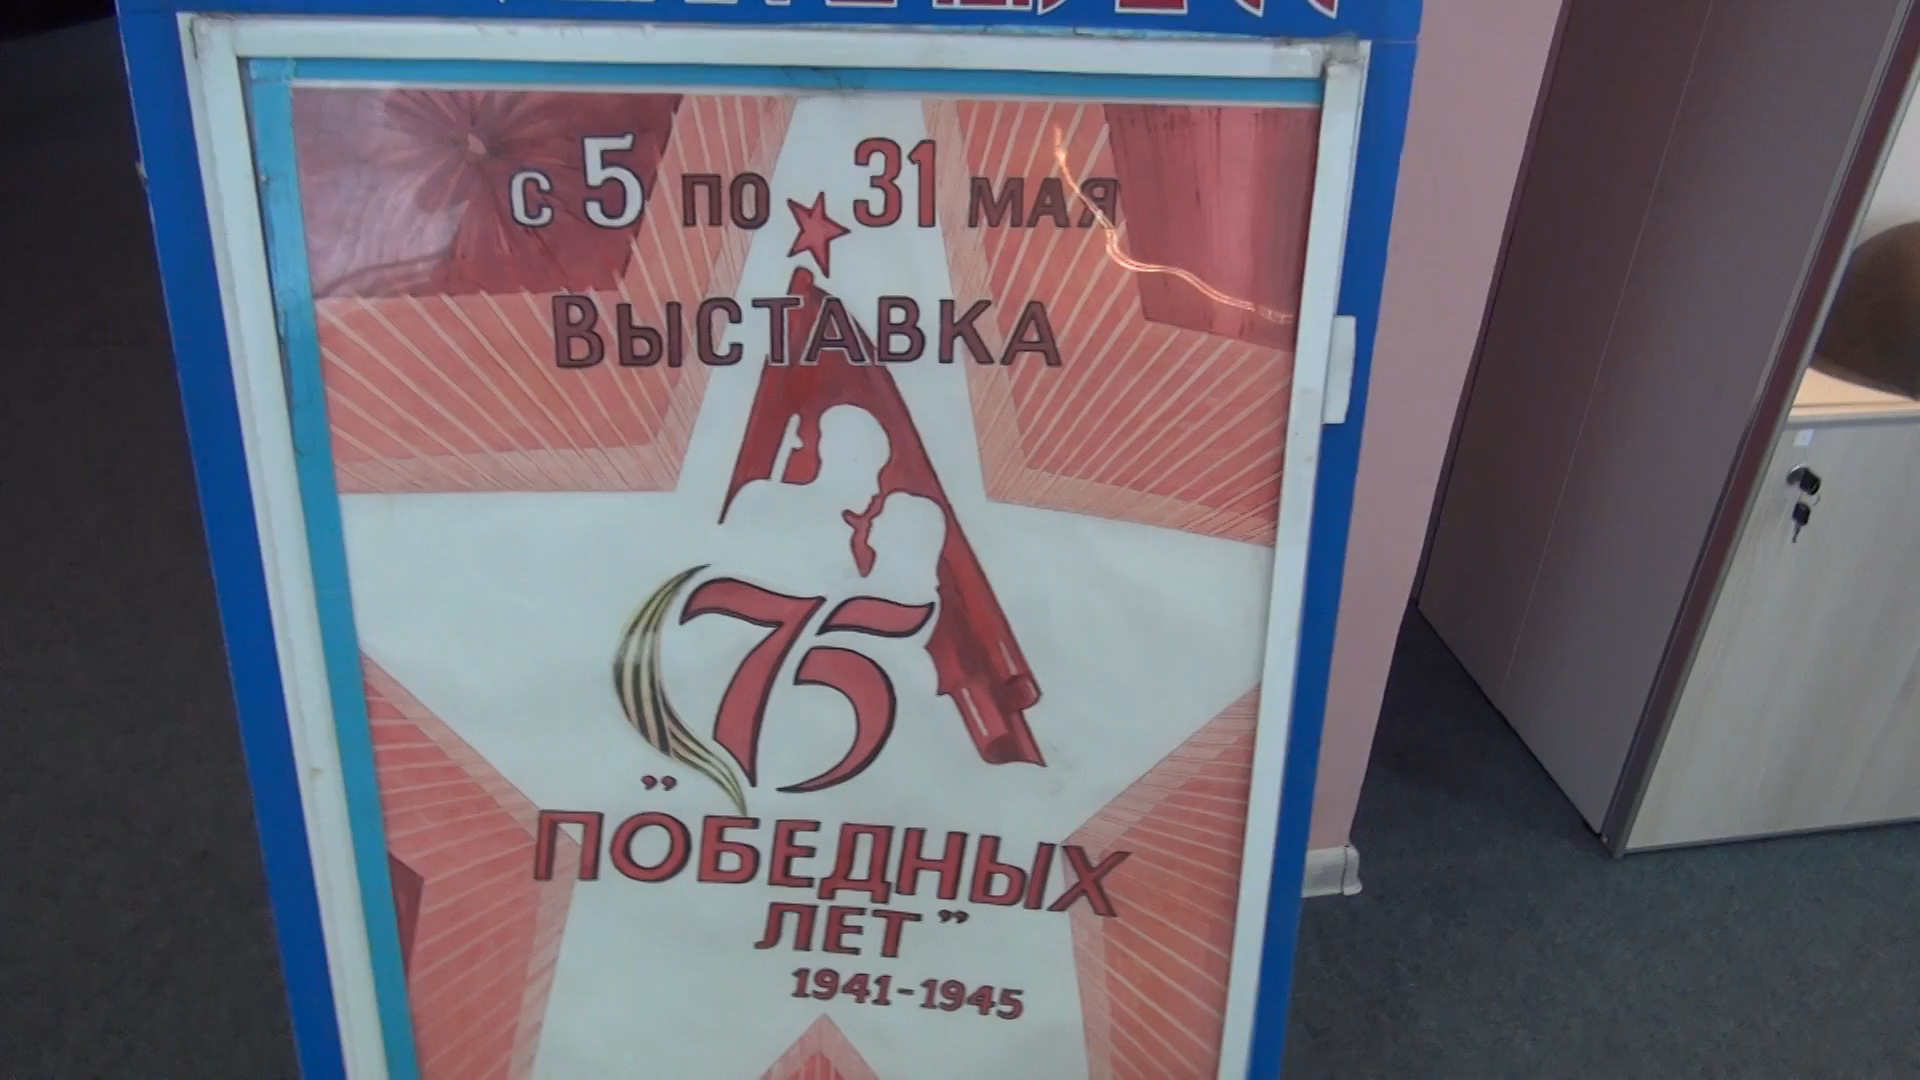 с 5 по 31 мая
Выставка
75
"ПОБЕДНЫХ
ЛЕТ"
1941-1945